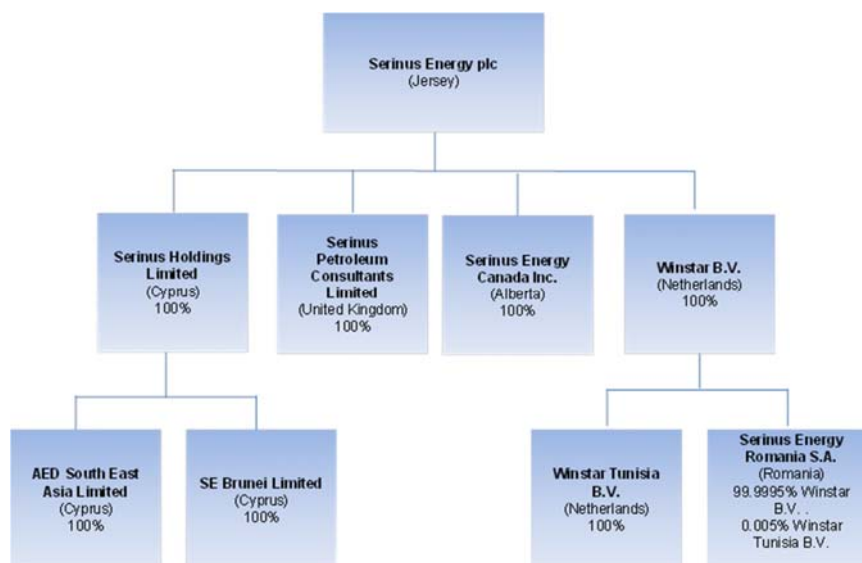 Serinus Energy plc
(Jersey)
Serinus Holdings
Limited
(Cyprus)
100%
Serinus
Petroleum
Consultants
Limited
(United Kingdom)
100%
Serinus Energy
Canada Inc.
(Alberta)
100%
Winstar B.V.
(Netherlands)
100%
AED South East
Asia Limited
(Cyprus)
100%
SE Brunei Limited
(Cyprus)
100%
Winstar Tunisia
B.V.
(Netherlands)
100%
Serinus Energy
Romania S.A.
(Romania)
99.9995% Winstar
B.V. .
0.005% Winstar
Tunisia B.V.